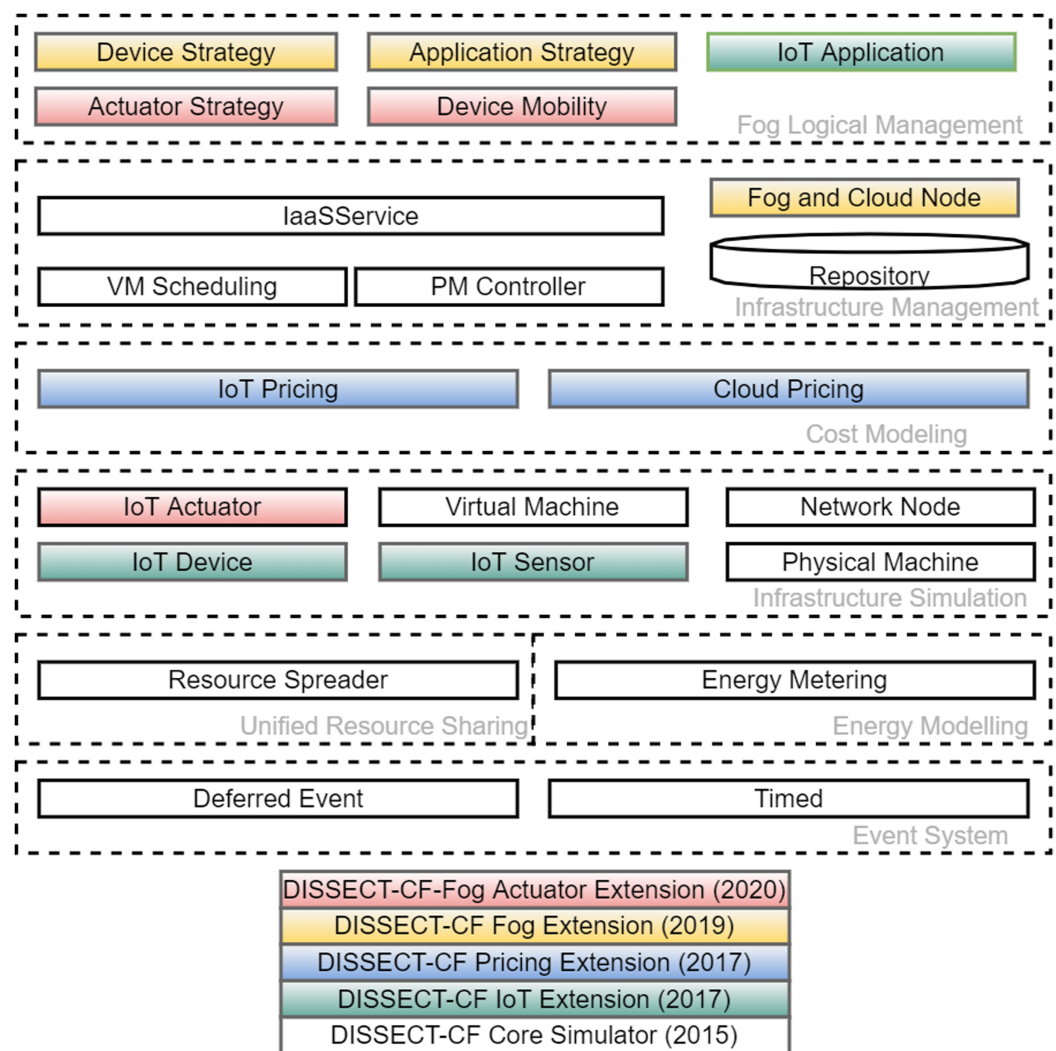 Device Strategy
Application Strategy
IoT Application
Actuator Strategy
Device Mobility
Fog Logical Management
IaaSService
Fog and Cloud Node
Repository
VM Scheduling
PM Controller
Infrastructure Management
IoT Pricing
Cloud Pricing
Cost Modeling
IoT Actuator
Virtual Machine
Network Node
IoT Device
IoT Sensor
Physical Machine
Infrastructure Simulation
Resource Spreader
Energy Metering
Unified Resource Sharing
Energy Modelling
Deferred Event
Timed
Event System
DISSECT-CF-Fog Actuator Extension (2020)
DISSECT-CF Fog Extension (2019)
DISSECT-CF Pricing Extension (2017)
DISSECT-CF IoT Extension (2017)
DISSECT-CF Core Simulator (2015)